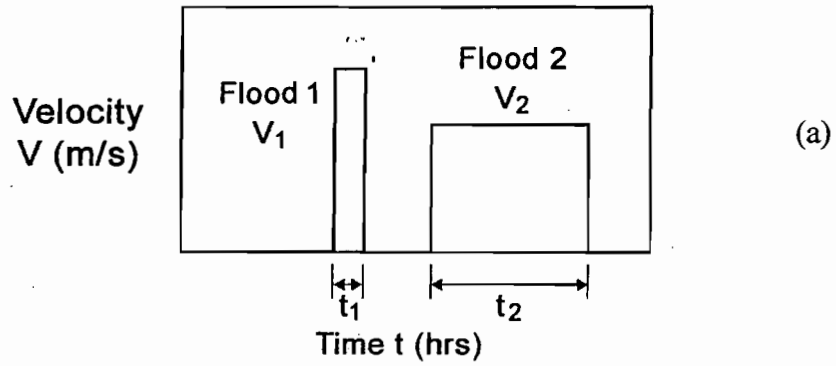 Flood 1
V₁
Flood 2
V₂
Velocity
V (m/s)
(a)
t₁
t₂
Time t (hrs)